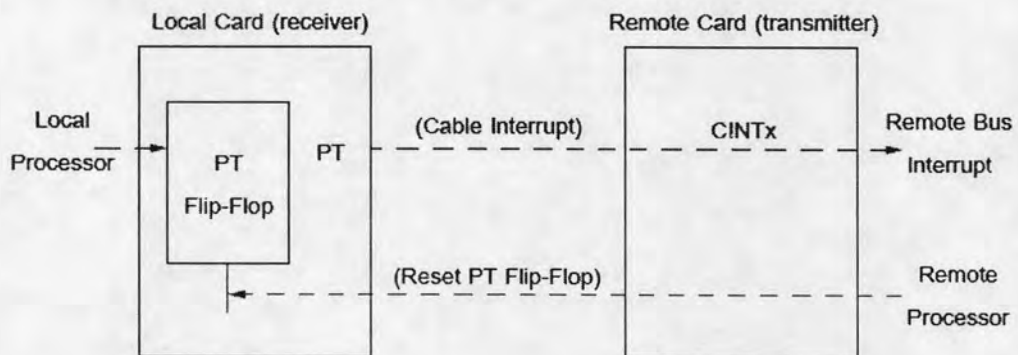 Local Card (receiver)
Remote Card (transmitter)
Local
Processor
PT
Flip-Flop
PT
(Cable Interrupt)
CINTx
Remote Bus
Interrupt
(Reset PT Flip-Flop)
Remote
Processor